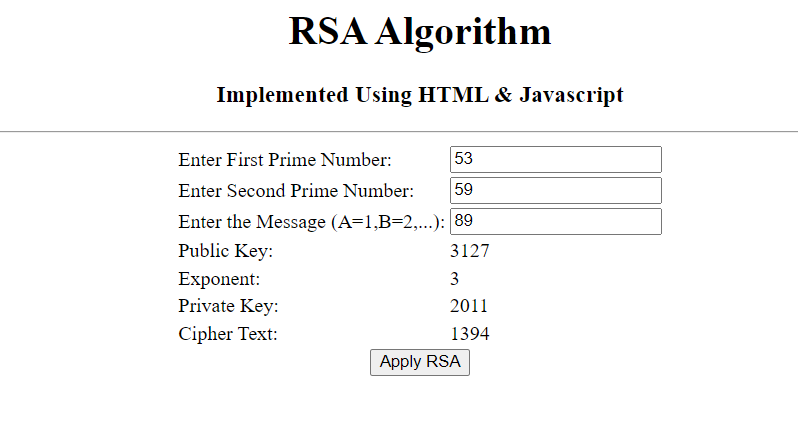 RSA Algorithm
Implemented Using HTML & Javascript
Enter First Prime Number: 53
Enter Second Prime Number: 59
Enter the Message (A=1,B=2,...): 89
Public Key: 3127
Exponent: 3
Private Key: 2011
Cipher Text: 1394
Apply RSA